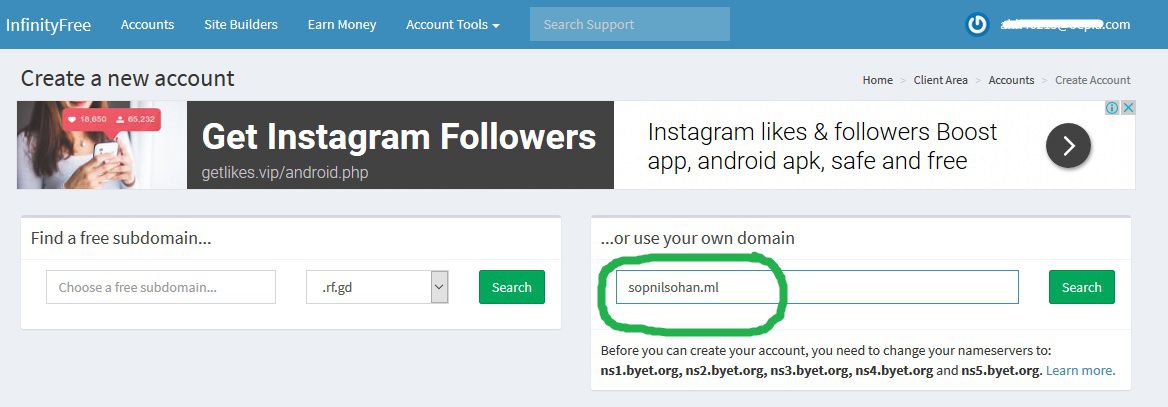 InfinityFree Accounts Site Builders Earn Money Account Tools Search Support .com
Create a new account Home > Client Area > Accounts > Create Account
18,650 65,232
Get Instagram Followers
getlikes.vip/android.php
Instagram likes & followers Boost
app, android apk, safe and free
Find a free subdomain...
Choose a free subdomain... .rf.gd Search
...or use your own domain
sopnilsohan.ml Search
Before you can create your account, you need to change your nameservers to:
ns1.byet.org, ns2.byet.org, ns3.byet.org, ns4.byet.org and ns5.byet.org. Learn more.